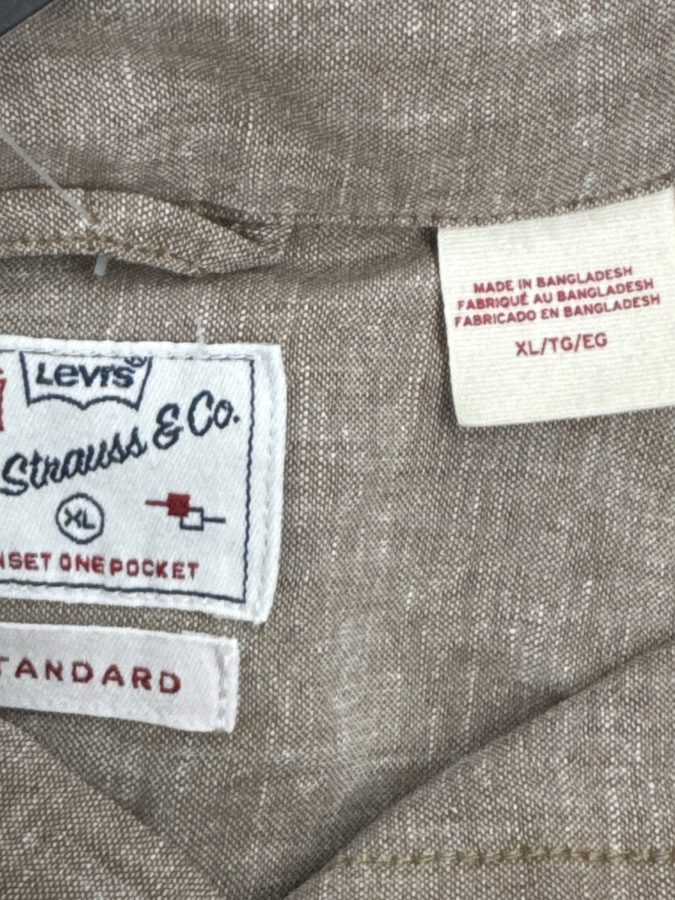 Levi's®
Strauss & Co.
XL
NSET ONE POCKET
TANDARD
MADE IN BANGLADESH
FABRIQUÉ AU BANGLADESH
FABRICADO EN BANGLADESH
XL/TG/EG